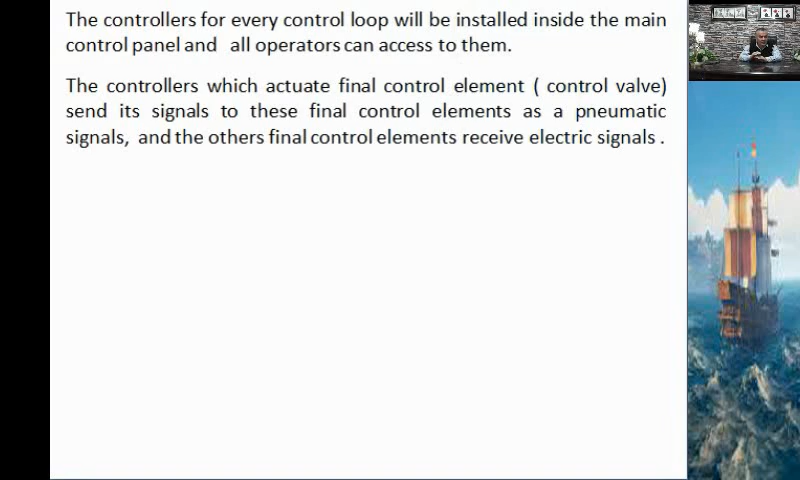 The controllers for every control loop will be installed inside the main
control panel and all operators can access to them.
The controllers which actuate final control element ( control valve)
send its signals to these final control elements as a pneumatic
signals, and the others final control elements receive electric signals .